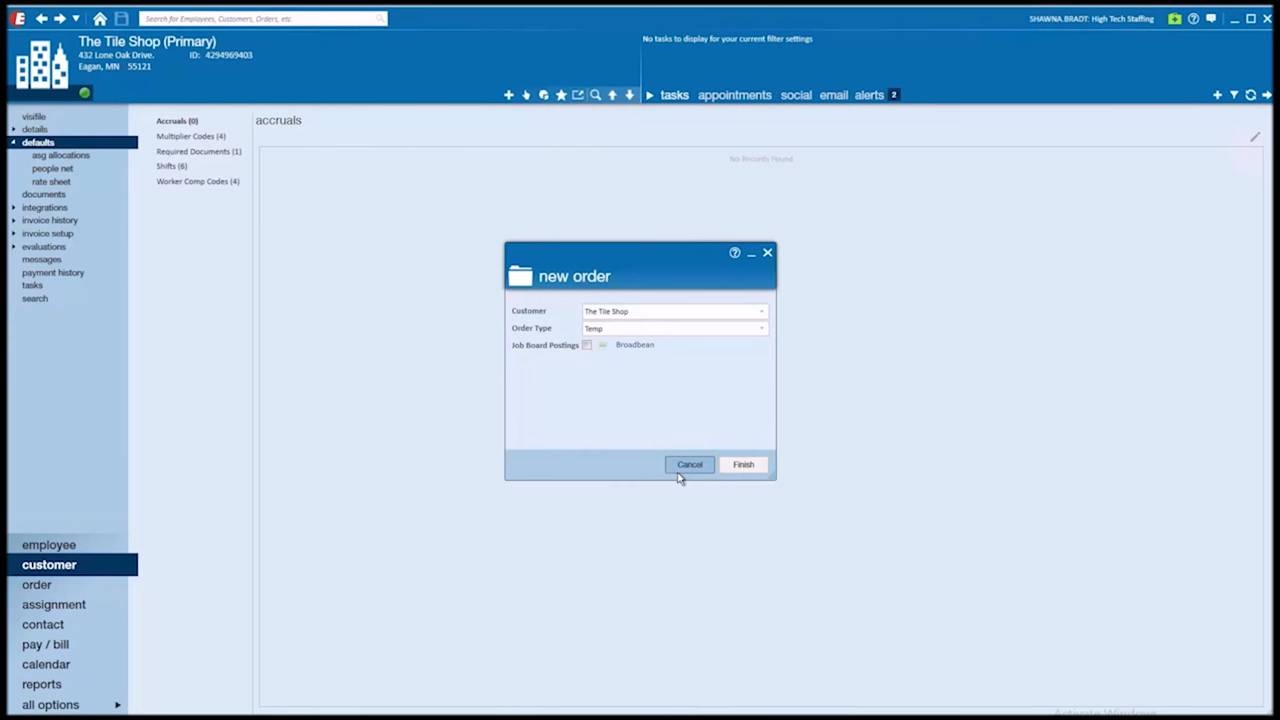 E
Search for Employees, Customers, Orders, etc
SHAWNA.BRADT: High Tech Staffing
The Tile Shop (Primary)
432 Lone Oak Drive. ID: 4294969403
Eagan, MN 55121
No tasks to display for your current filter settings
tasks appointments social email alerts 2
visifile
details
defaults
asg allocations
people net
rate sheet
documents
integrations
invoice history
invoice setup
evaluations
messages
payment history
tasks
search
Accruals (0)
Multiplier Codes (4)
Required Documents (1)
Shifts (6)
Worker Comp Codes (4)
accruals
No Records Found
new order
Customer The Tile Shop
Order Type Temp
Job Board Postings Broadbean
Cancel Finish
employee
customer
order
assignment
contact
pay / bill
calendar
reports
all options
Activate Windows